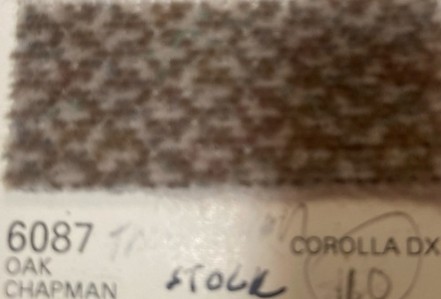 6087 COROLLA DX
OAK
CHAPMAN STOCK